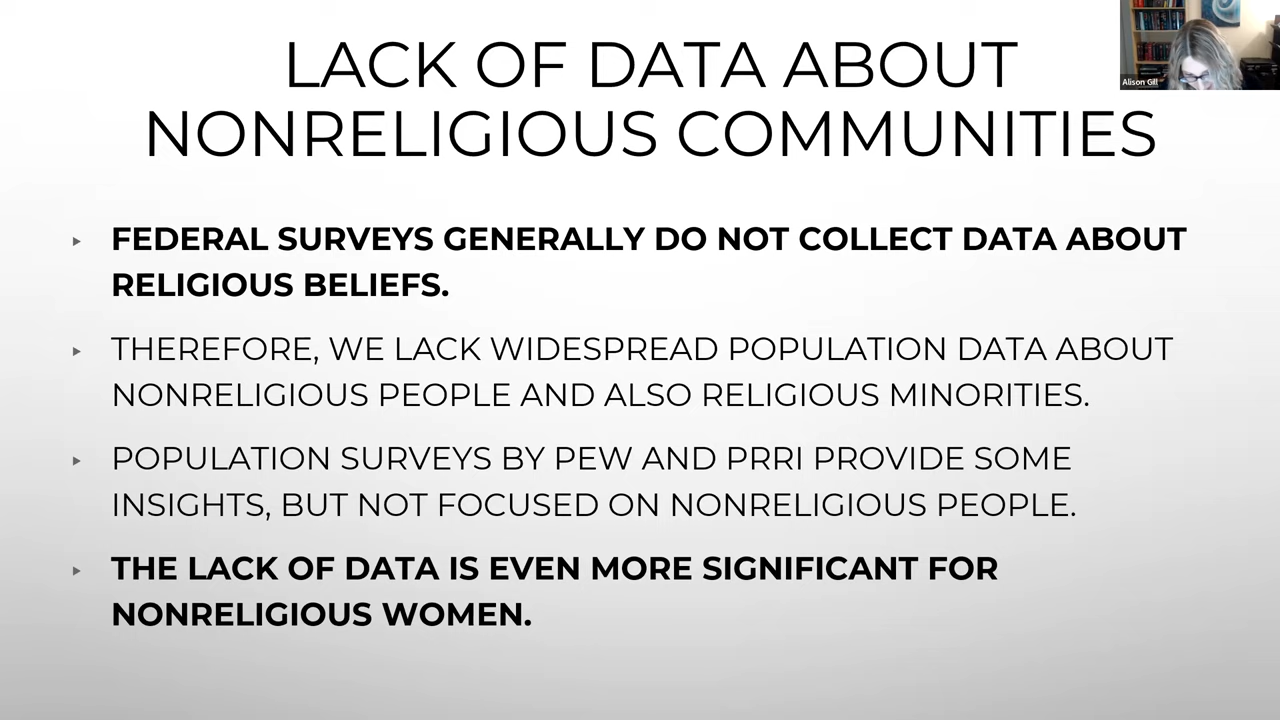 LACK OF DATA ABOUT
NONRELIGIOUS COMMUNITIES
Alison Gill
FEDERAL SURVEYS GENERALLY DO NOT COLLECT DATA ABOUT
RELIGIOUS BELIEFS.
THEREFORE, WE LACK WIDESPREAD POPULATION DATA ABOUT
NONRELIGIOUS PEOPLE AND ALSO RELIGIOUS MINORITIES.
POPULATION SURVEYS BY PEW AND PRRI PROVIDE SOME
INSIGHTS, BUT NOT FOCUSED ON NONRELIGIOUS PEOPLE.
THE LACK OF DATA IS EVEN MORE SIGNIFICANT FOR
NONRELIGIOUS WOMEN.